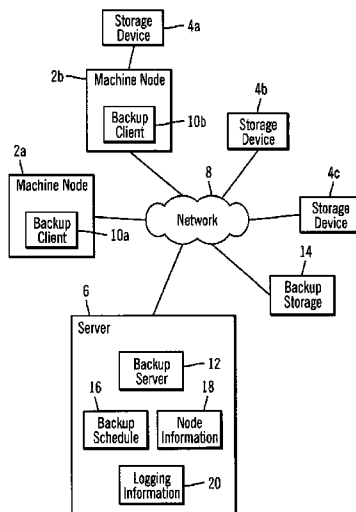 Storage
Device
4a
2b
Machine Node
Backup
Client
10b
4b
Storage
Device
2a
Machine Node
Backup
Client
10a
8
Network
4c
Storage
Device
14
Backup
Storage
6
Server
Backup
Server
12
16
18
Backup
Schedule
Node
Information
Logging
Information
20